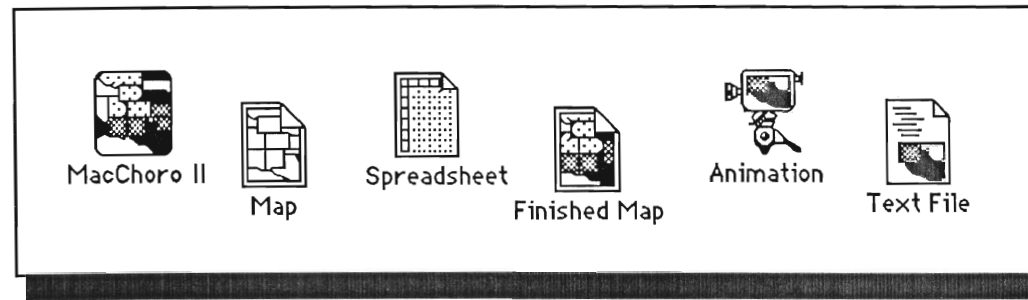 MacChoro II
Map
Spreadsheet
Finished Map
Animation
Text File